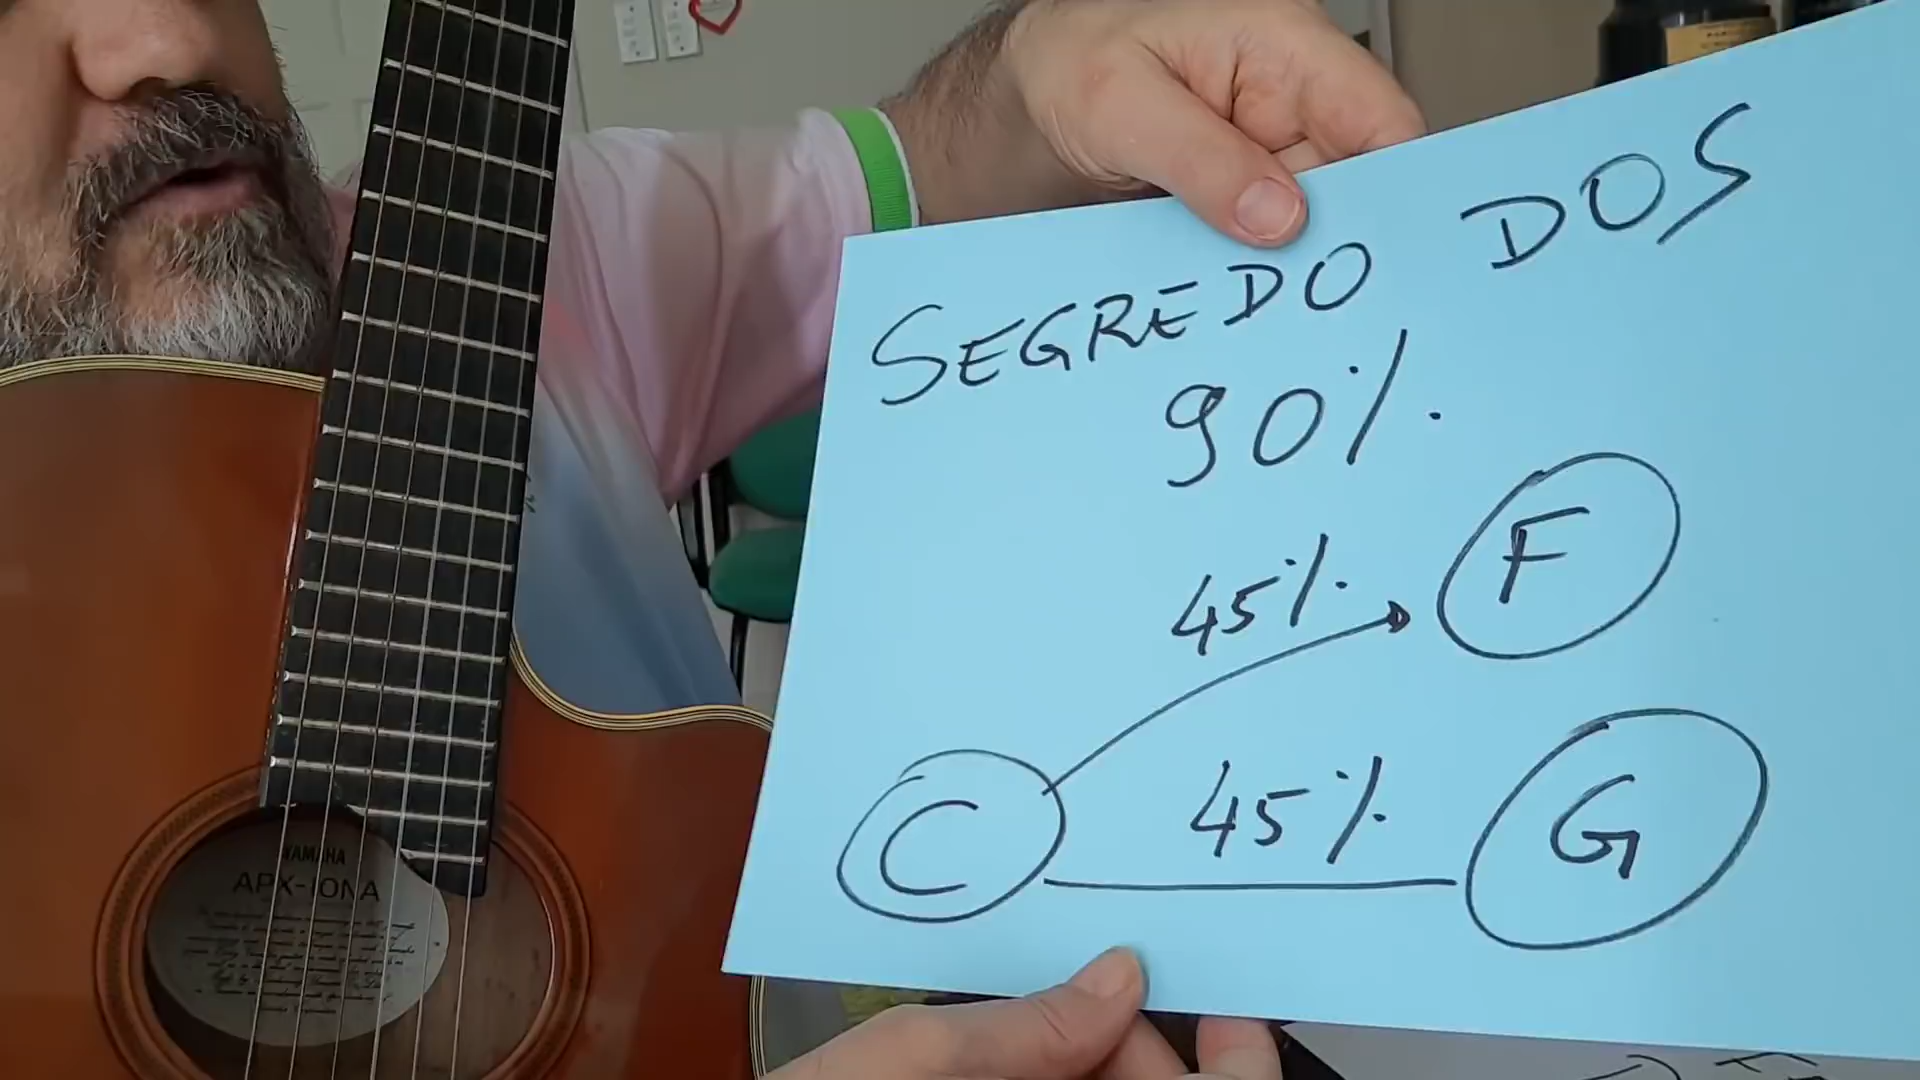 SEGREDO DOS
90%.
45%.
F
C
45%.
G
YAMAHA
APX-10NA